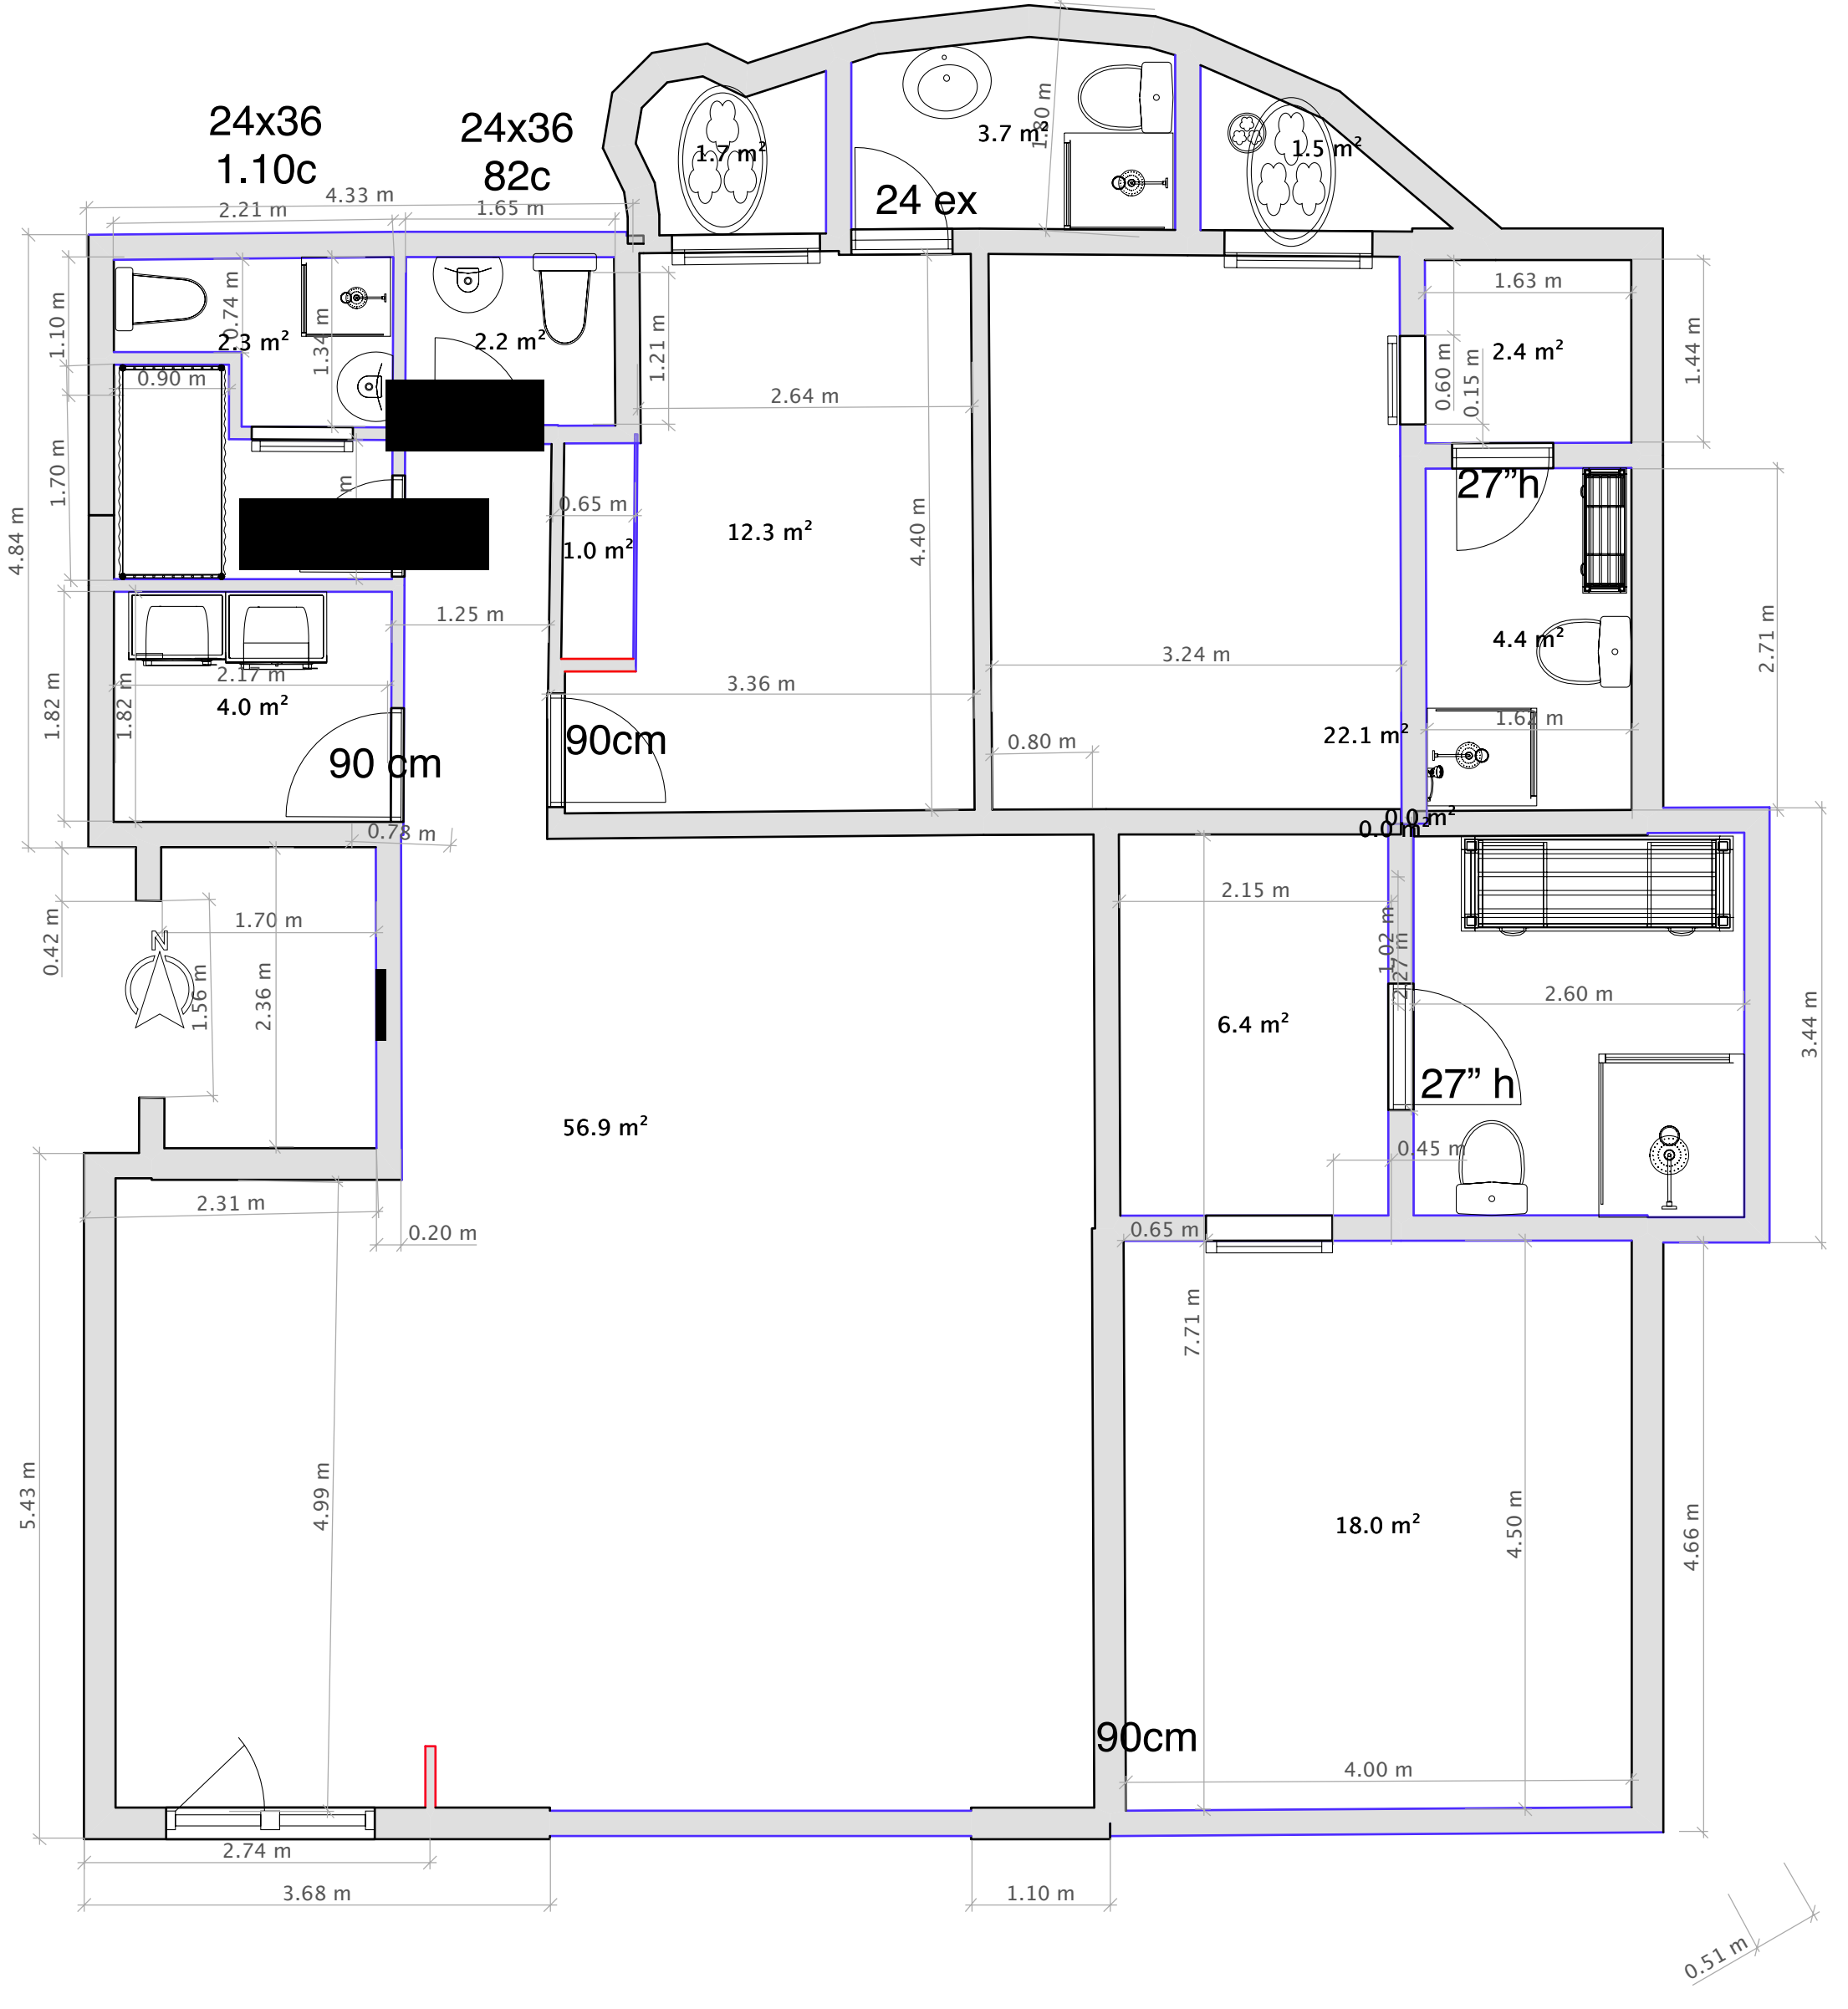 24x36
1.10c
24x36
82c
4.33 m
2.21 m
1.65 m
1.7 m²
3.7 m²
1.80 m
1.5 m²
24 ex
1.10 m
0.74 m
2.3 m²
1.34 m
2.2 m²
1.21 m
1.63 m
2.4 m²
1.44 m
0.60 m
0.15 m
0.90 m
2.64 m
1.70 m
m
0.65 m
1.0 m²
12.3 m²
4.40 m
27”h
4.84 m
1.25 m
4.4 m²
2.71 m
3.24 m
2.17 m
4.0 m²
1.82 m
1.82 m
3.36 m
90 cm
90cm
0.80 m
22.1 m²
1.62 m
0.0 m²
0.0 m²
0.78 m
0.42 m
1.70 m
N
1.56 m
2.36 m
2.15 m
1.02 m
2.27 m
2.60 m
6.4 m²
3.44 m
27” h
56.9 m²
0.45 m
2.31 m
0.20 m
0.65 m
7.71 m
5.43 m
4.99 m
18.0 m²
4.50 m
4.66 m
90cm
4.00 m
2.74 m
3.68 m
1.10 m
0.51 m